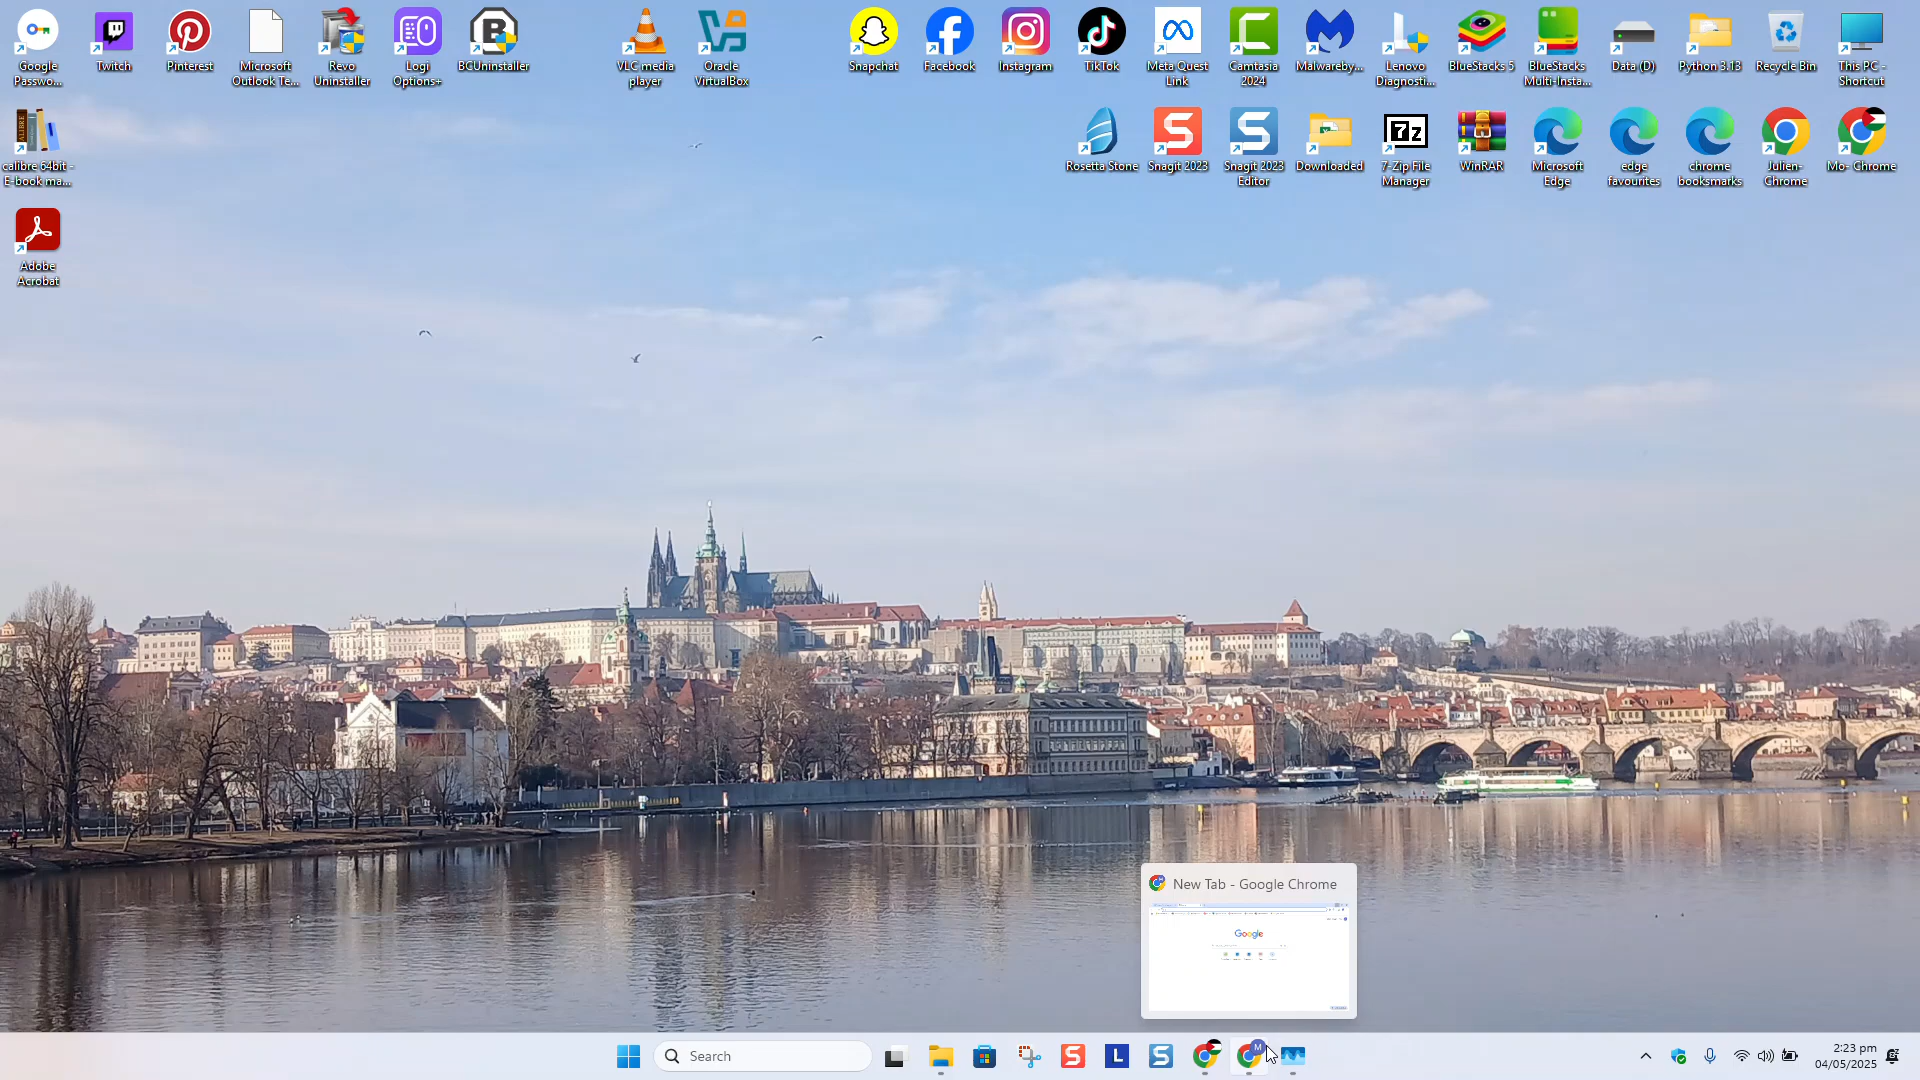 Google
Passwo...
Twitch
Pinterest
Microsoft
Outlook Te...
Revo
Uninstaller
Logi
Options+
BCUninstaller
VLC media
player
Oracle
VirtualBox
Snapchat
Facebook
Instagram
TikTok
Meta Quest
Link
Camtasia
2024
Malwareby...
Lenovo
Diagnosti...
BlueStacks 5
BlueStacks
Multi-Insta...
Data (D)
Python 3.13
Recycle Bin
This PC -
Shortcut
calibre 64bit -
E-book ma...
Rosetta Stone
Snagit 2023
Snagit 2023
Editor
Downloaded
7-Zip File
Manager
WinRAR
Microsoft
Edge
edge
favourites
chrome
booksmarks
Julien-
Chrome
Mo- Chrome
Adobe
Acrobat
New Tab - Google Chrome
Google
Search
2:23 pm
04/05/2025